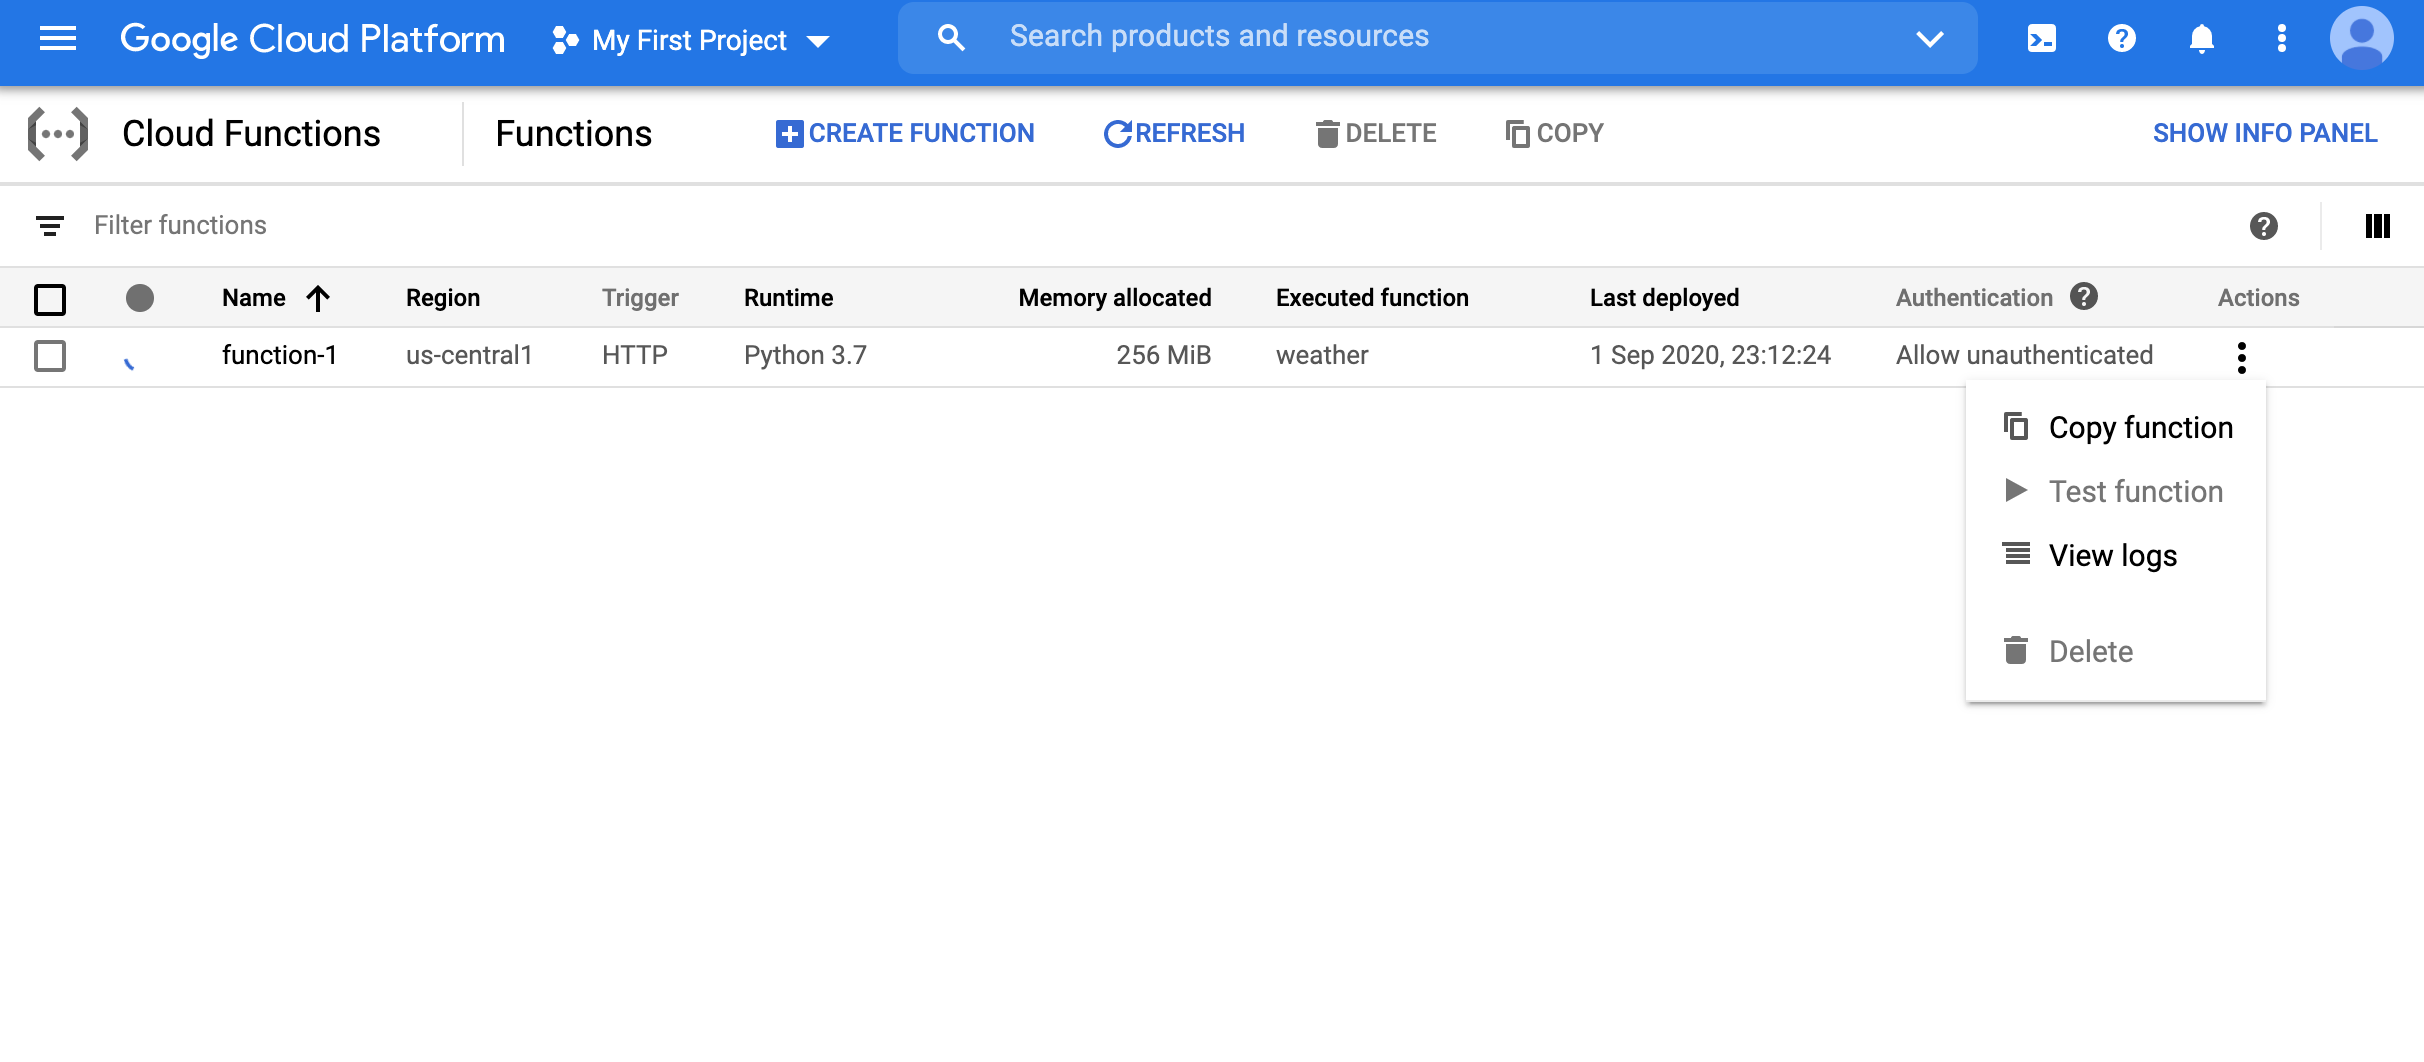 Google Cloud Platform My First Project Search products and resources
Cloud Functions Functions CREATE FUNCTION REFRESH DELETE COPY SHOW INFO PANEL
Filter functions
Name Region Trigger Runtime Memory allocated Executed function Last deployed Authentication Actions
function-1 us-central1 HTTP Python 3.7 256 MiB weather 1 Sep 2020, 23:12:24 Allow unauthenticated
Copy function
Test function
View logs
Delete